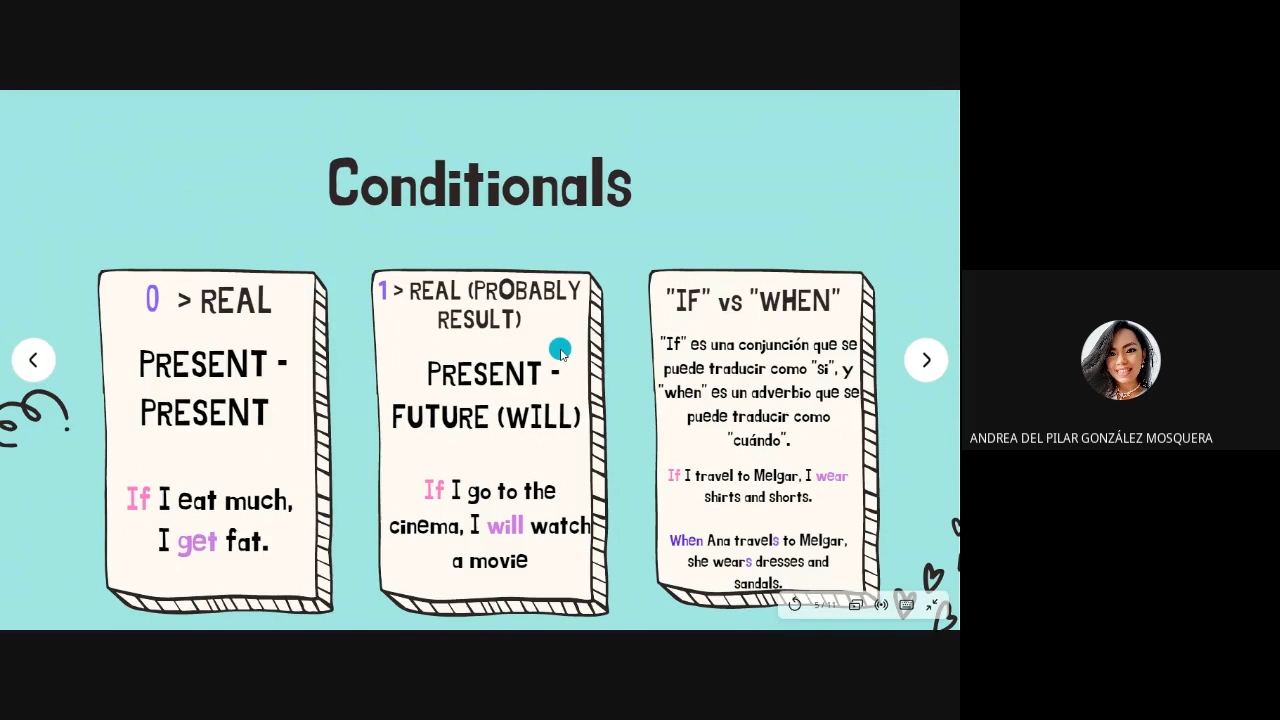 Conditionals
0 > REAL
PRESENT -
PRESENT
If I eat much,
I get fat.
1 > REAL (PROBABLY
RESULT)
PRESENT -
FUTURE (WILL)
If I go to the
cinema, I will watch
a movie
"IF" vs "WHEN"
"If" es una conjunción que se
puede traducir como "si", y
"when" es un adverbio que se
puede traducir como
"cuándo".
If I travel to Melgar, I wear
shirts and shorts.
When Ana travels to Melgar,
she wears dresses and
sandals.
5 / 11
ANDREA DEL PILAR GONZÁLEZ MOSQUERA